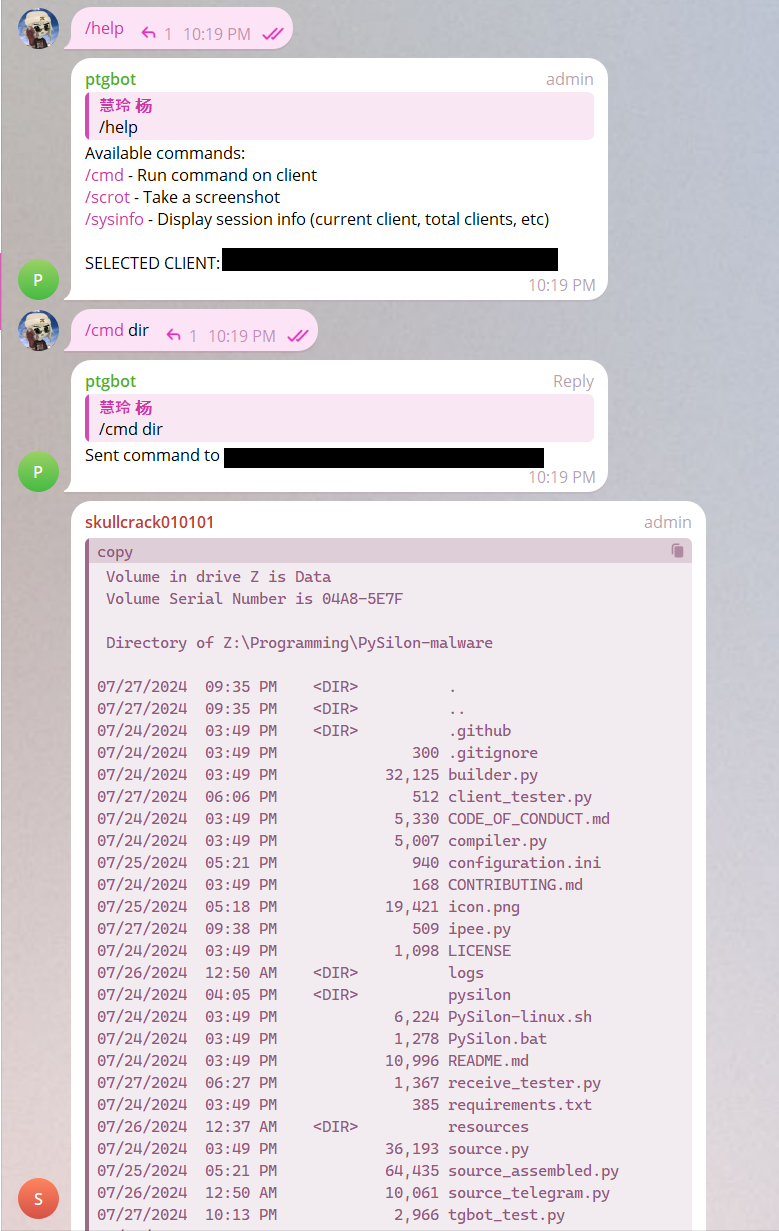 /help 1 10:19 PM
ptgbot admin
慧玲 杨
/help
Available commands:
/cmd - Run command on client
/scrot - Take a screenshot
/sysinfo - Display session info (current client, total clients, etc)
SELECTED CLIENT:
P
10:19 PM
/cmd dir 1 10:19 PM
ptgbot Reply
慧玲 杨
/cmd dir
Sent command to
P
10:19 PM
skullcrack010101 admin
copy
Volume in drive Z is Data
Volume Serial Number is 04A8-5E7F
Directory of Z:\Programming\PySilon-malware
07/27/2024 09:35 PM <DIR> .
07/27/2024 09:35 PM <DIR> ..
07/24/2024 03:49 PM <DIR> .github
07/24/2024 03:49 PM 300 .gitignore
07/24/2024 03:49 PM 32,125 builder.py
07/27/2024 06:06 PM 512 client_tester.py
07/24/2024 03:49 PM 5,330 CODE_OF_CONDUCT.md
07/24/2024 03:49 PM 5,007 compiler.py
07/25/2024 05:21 PM 940 configuration.ini
07/24/2024 03:49 PM 168 CONTRIBUTING.md
07/25/2024 05:18 PM 19,421 icon.png
07/27/2024 09:38 PM 509 ipee.py
07/24/2024 03:49 PM 1,098 LICENSE
07/26/2024 12:50 AM <DIR> logs
07/24/2024 04:05 PM <DIR> pysilon
07/24/2024 03:49 PM 6,224 PySilon-linux.sh
07/24/2024 03:49 PM 1,278 PySilon.bat
07/24/2024 03:49 PM 10,996 README.md
07/27/2024 06:27 PM 1,367 receive_tester.py
07/24/2024 03:49 PM 385 requirements.txt
07/26/2024 12:37 AM <DIR> resources
07/24/2024 03:49 PM 36,193 source.py
07/25/2024 05:21 PM 64,435 source_assembled.py
07/26/2024 12:50 AM 10,061 source_telegram.py
07/27/2024 10:13 PM 2,966 tgbot_test.py
S